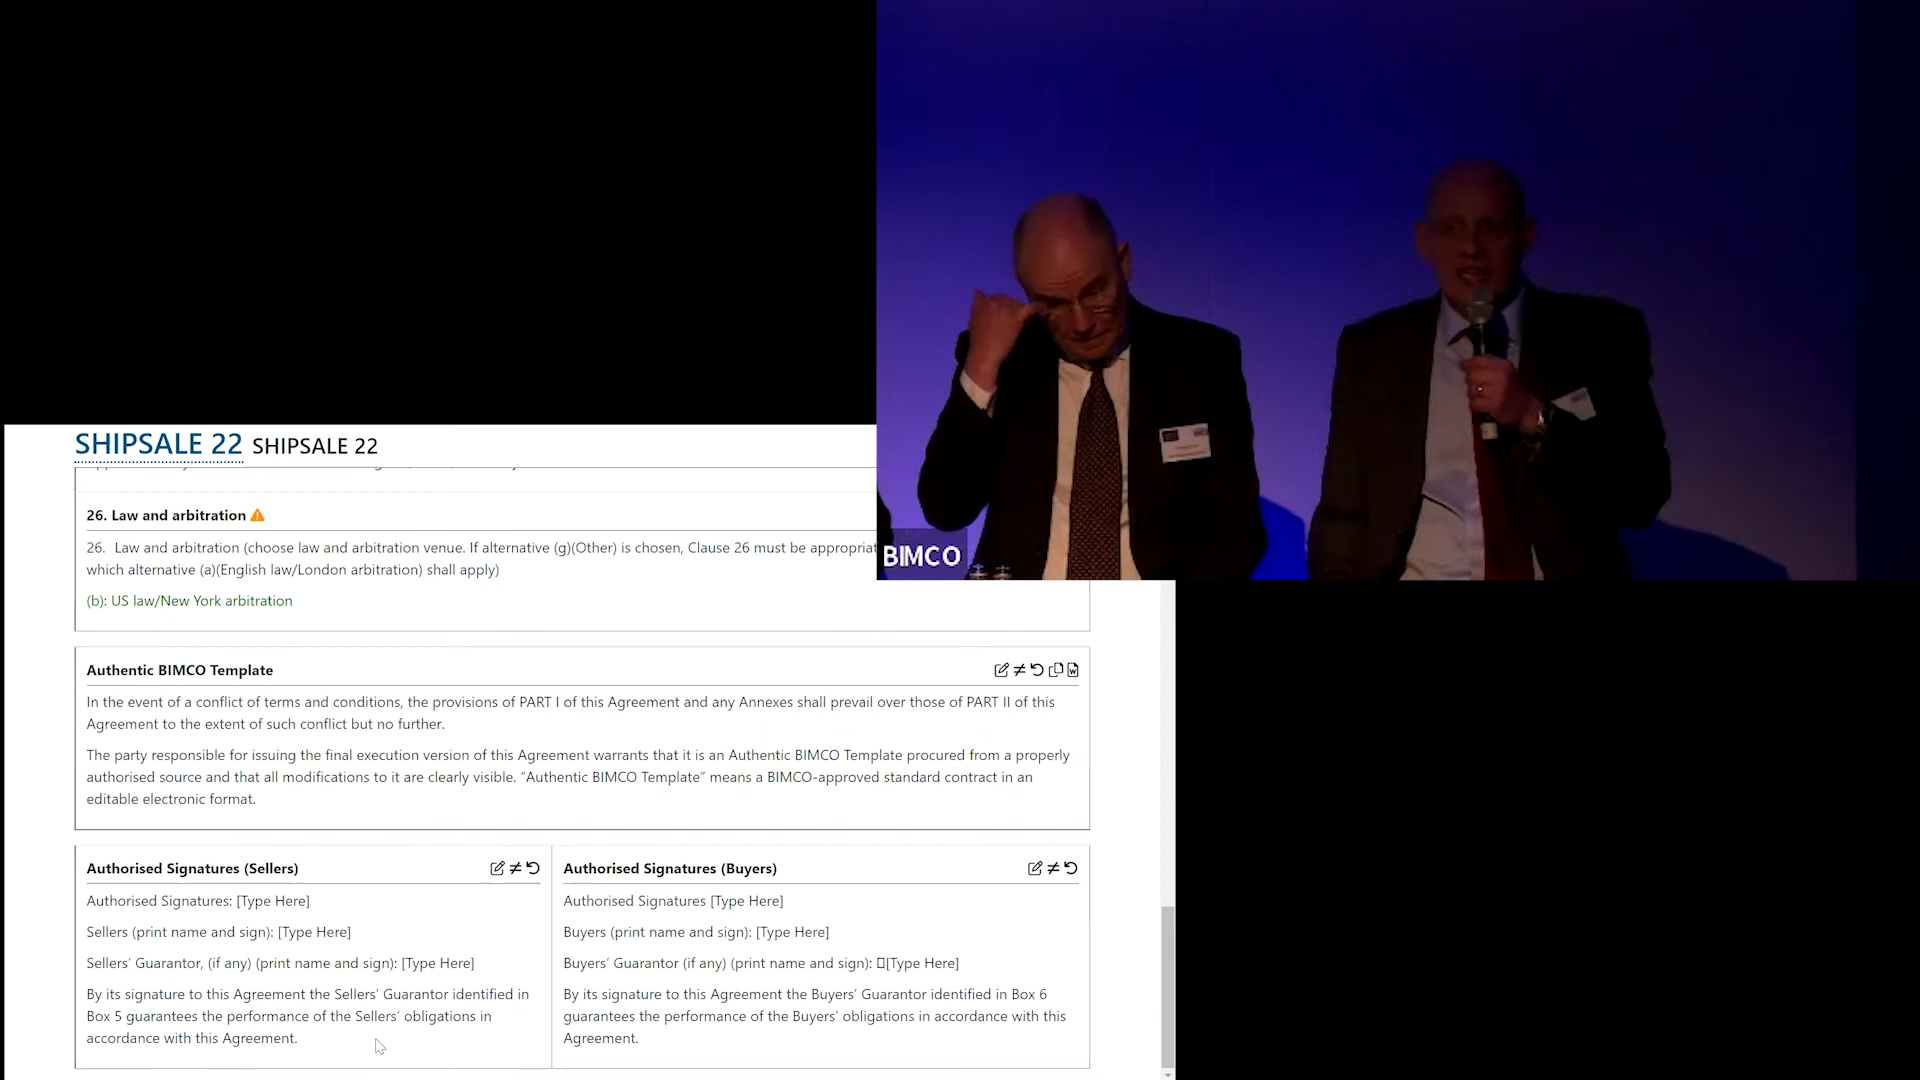 SHIPSALE 22 SHIPSALE 22
26. Law and arbitration
26. Law and arbitration (choose law and arbitration venue. If alternative (g)(Other) is chosen, Clause 26 must be
which alternative (a)(English law/London arbitration) shall apply)
(b): US law/New York arbitration
BIMCO
Authentic BIMCO Template
In the event of a conflict of terms and conditions, the provisions of PART I of this Agreement and any Annexes shall prevail over those of PART II of this
Agreement to the extent of such conflict but no further.
The party responsible for issuing the final execution version of this Agreement warrants that it is an Authentic BIMCO Template procured from a properly
authorised source and that all modifications to it are clearly visible. “Authentic BIMCO Template” means a BIMCO-approved standard contract in an
editable electronic format.
Authorised Signatures (Sellers)
Authorised Signatures: [Type Here]
Sellers (print name and sign): [Type Here]
Sellers’ Guarantor, (if any) (print name and sign): [Type Here]
By its signature to this Agreement the Sellers’ Guarantor identified in
Box 5 guarantees the performance of the Sellers’ obligations in
accordance with this Agreement.
Authorised Signatures (Buyers)
Authorised Signatures [Type Here]
Buyers (print name and sign): [Type Here]
Buyers’ Guarantor (if any) (print name and sign): [Type Here]
By its signature to this Agreement the Buyers’ Guarantor identified in Box 6
guarantees the performance of the Buyers’ obligations in accordance with this
Agreement.